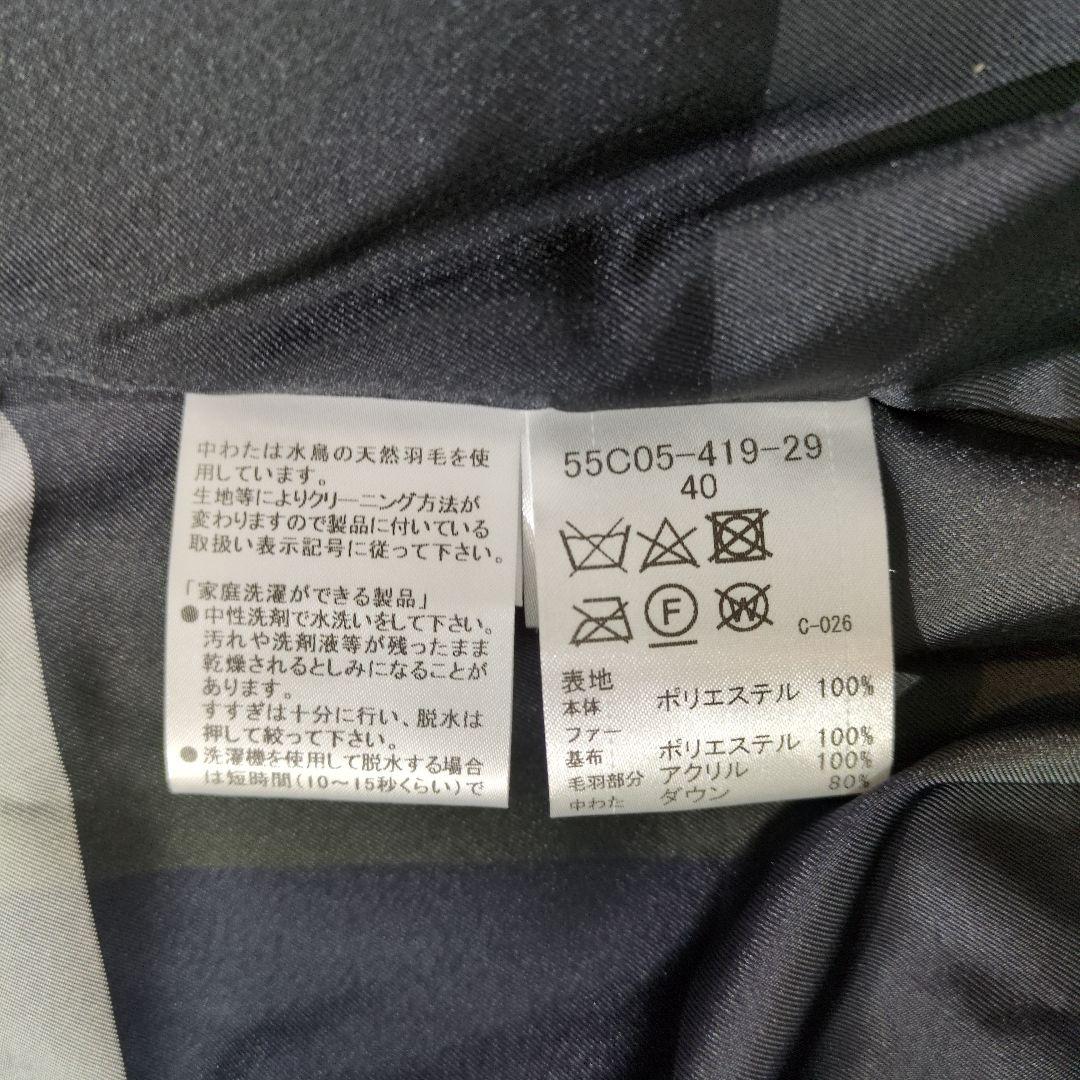 中わたは水鳥の天然羽毛を使
用しています。
生地等によりクリーニング方法が
変わりますので製品に付いている
取扱い表示記号に従って下さい。
「家庭洗濯ができる製品」
●中性洗剤で水洗いをして下さい。
汚れや洗剤液等が残ったまま
乾燥されるとしみになることが
あります。
すすぎは十分に行い、脱水は
押して絞って下さい。
●洗濯機を使用して脱水する場合
は短時間(10～15秒くらい)で
55C05-419-29
40
F
W
C-026
表地
本体 ポリエステル 100%
ファー
基布 ポリエステル 100%
毛羽部分 アクリル 100%
中わた ダウン 80%